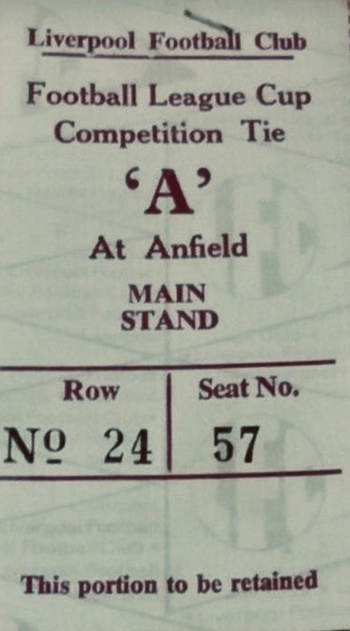 Liverpool Football Club
Football League Cup
Competition Tie
‘A’
At Anfield
MAIN
STAND
Row Seat No.
Nº 24 57
This portion to be retained